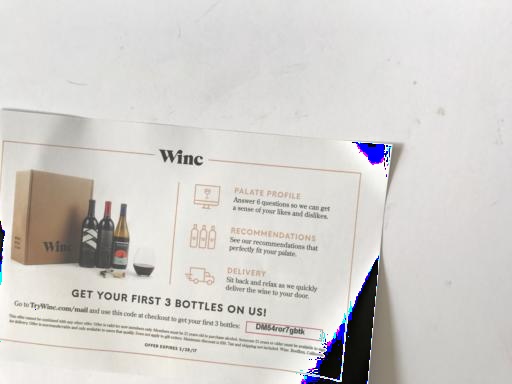 Winc
PALATE PROFILE
Answer 6 questions so we can get
a sense of your likes and dislikes.
RECOMMENDATIONS
See our recommendations that
perfectly fit your palate.
DELIVERY
Sit back and relax as we quickly
deliver the wine to your door.
Winc
GET YOUR FIRST 3 BOTTLES ON US!
Go to TryWinc.com/mail and use this code at checkout to get your first 3 bottles: